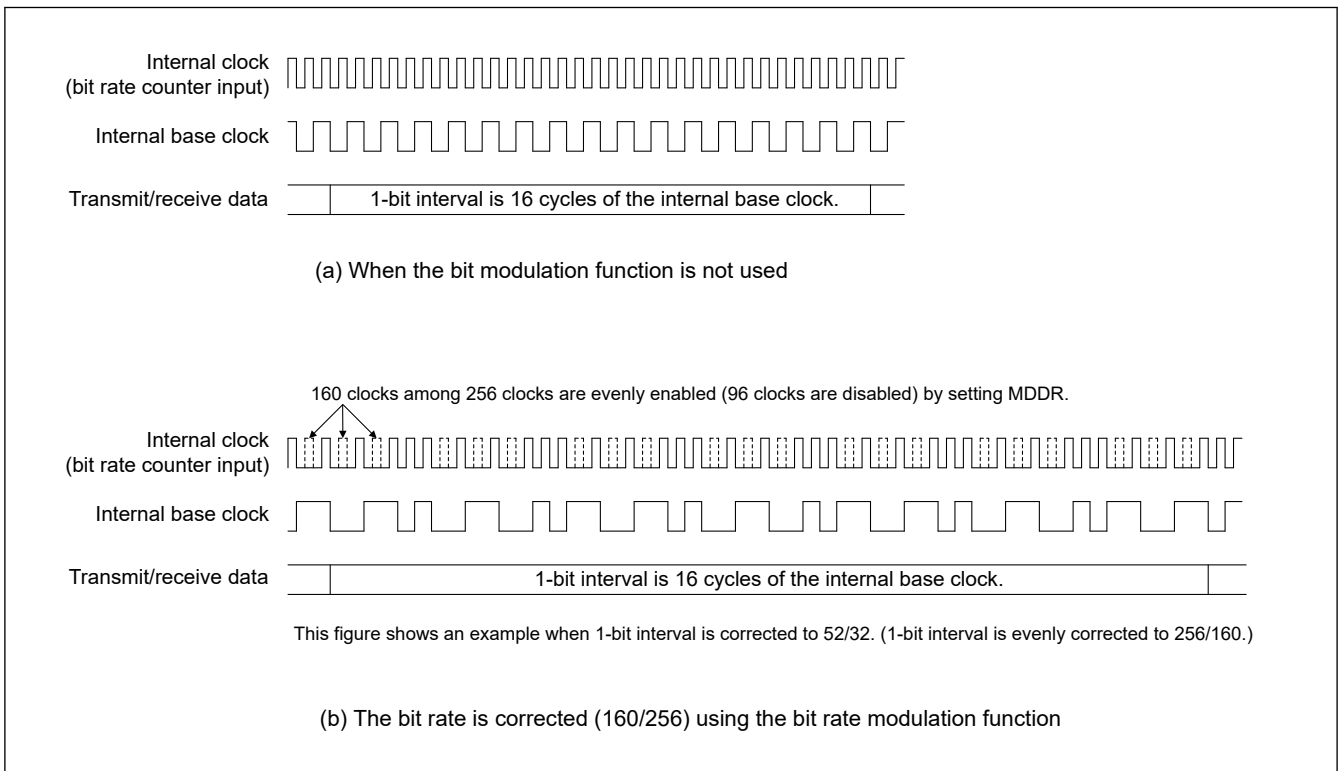 Internal clock
(bit rate counter input)
Internal base clock
Transmit/receive data
1-bit interval is 16 cycles of the internal base clock.
(a) When the bit modulation function is not used
160 clocks among 256 clocks are evenly enabled (96 clocks are disabled) by setting MDDR.
Internal clock
(bit rate counter input)
Internal base clock
Transmit/receive data
1-bit interval is 16 cycles of the internal base clock.
This figure shows an example when 1-bit interval is corrected to 52/32. (1-bit interval is evenly corrected to 256/160.)
(b) The bit rate is corrected (160/256) using the bit rate modulation function